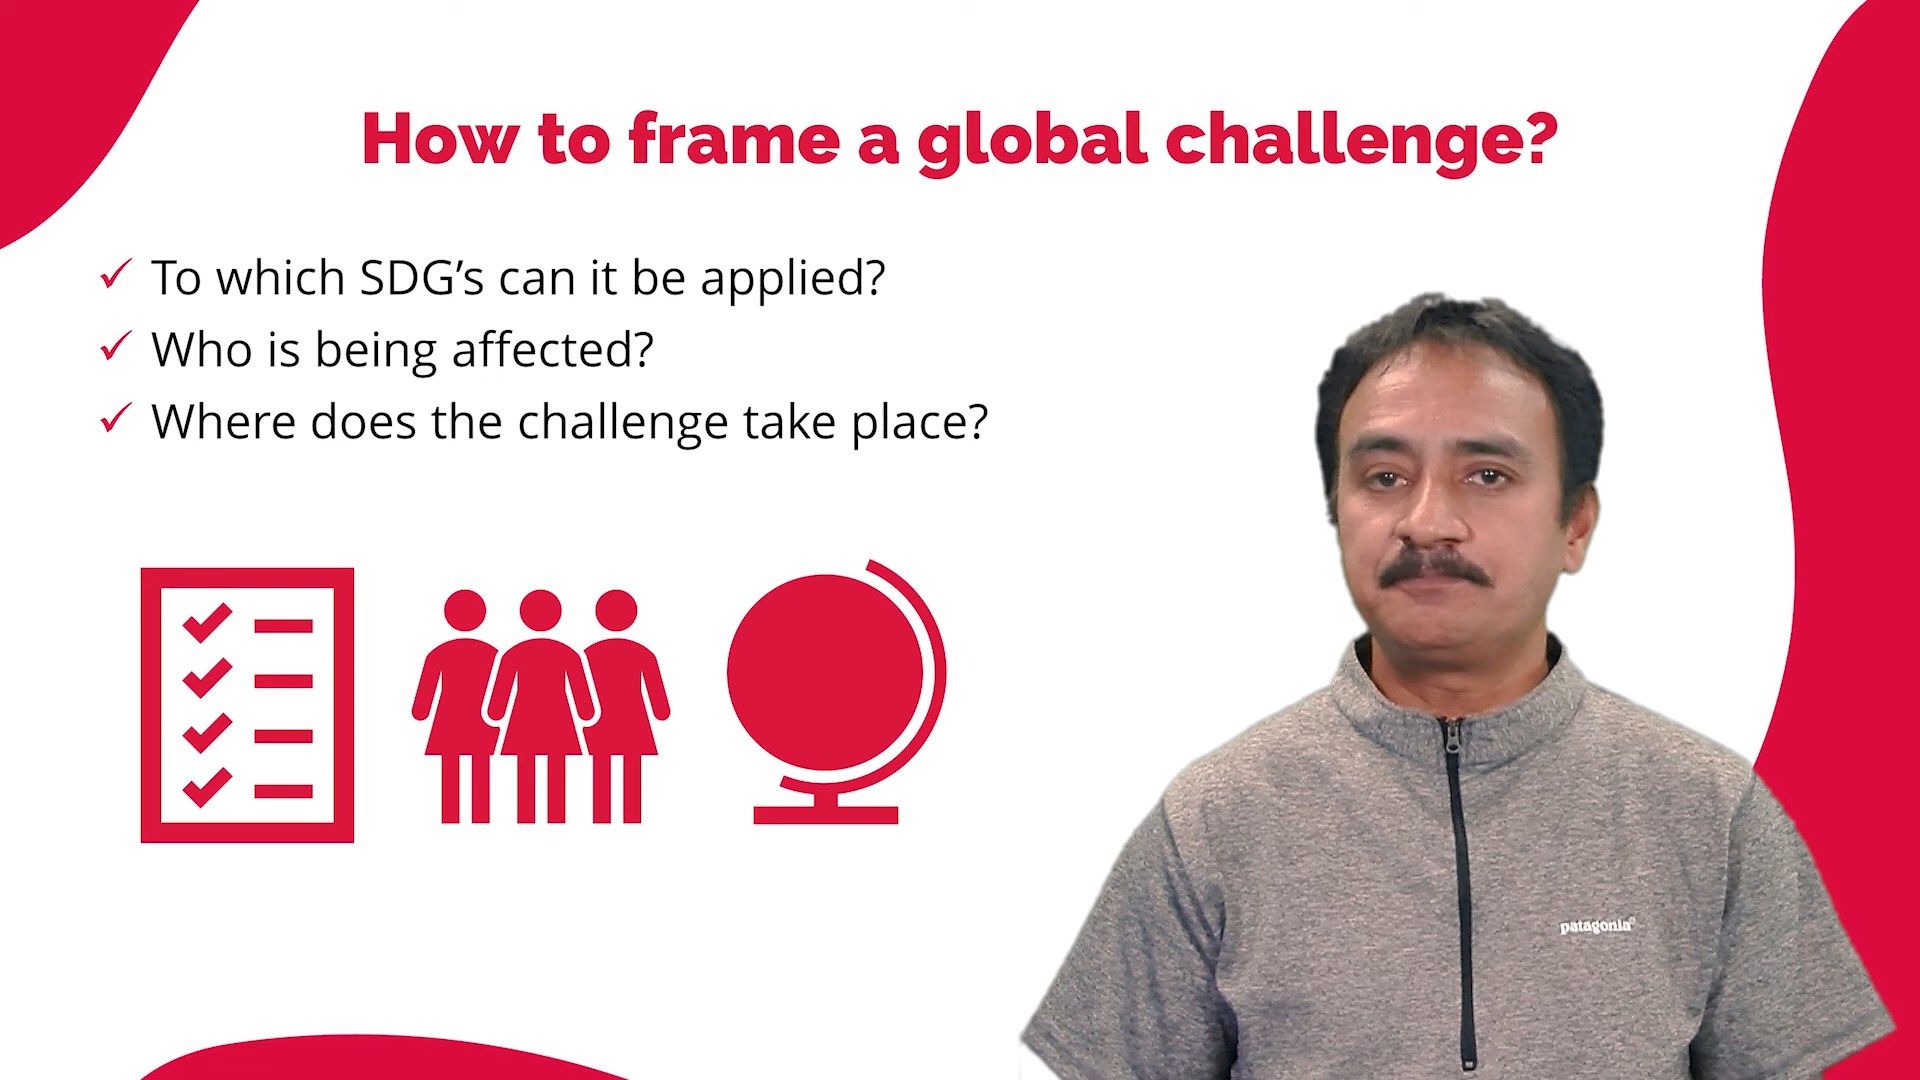 How to frame a global challenge?
To which SDG’s can it be applied?
Who is being affected?
Where does the challenge take place?
patagonia®